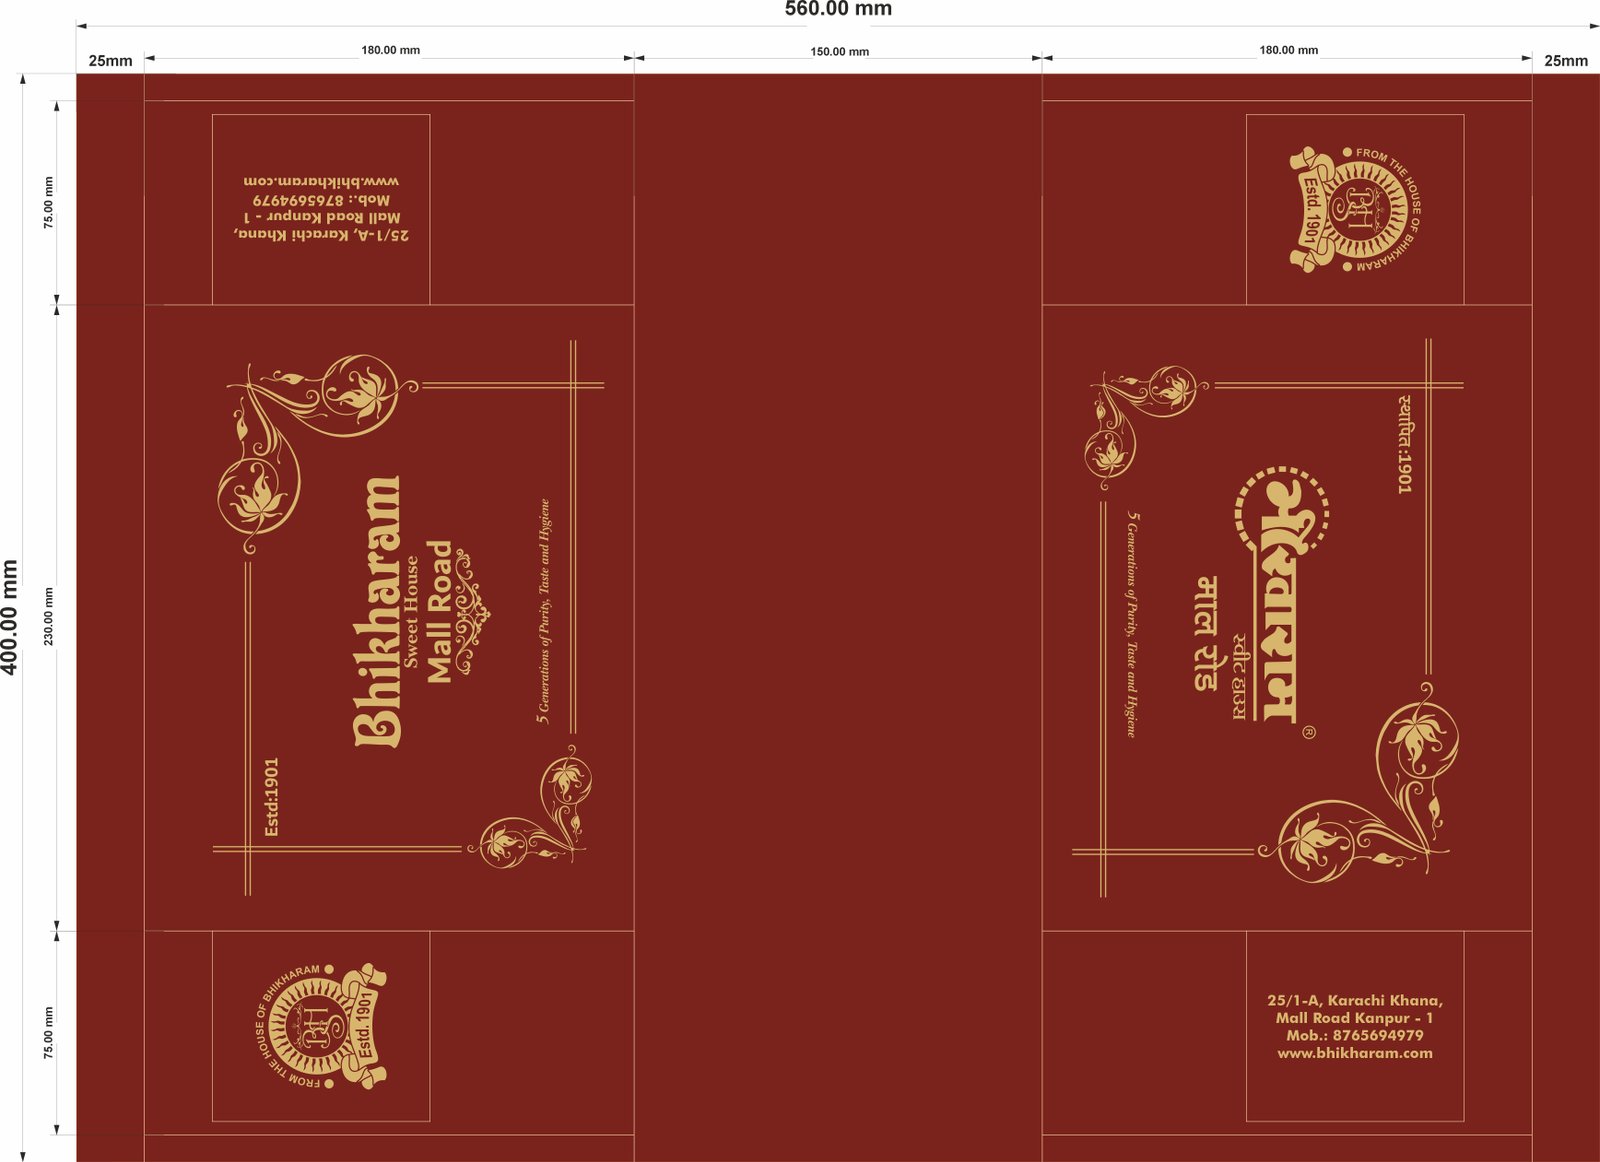 560.00 mm
25mm
180.00 mm
150.00 mm
180.00 mm
25mm
400.00 mm
75.00 mm
230.00 mm
75.00 mm
25/1-A, Karachi Khana,
Mall Road Kanpur - 1
Mob.: 8765694979
www.bhikharam.com
FROM THE HOUSE OF BHIKHARAM
BSH
Estd. 1901
Estd:1901
Bhikharam
Sweet House
Mall Road
5 Generations of Purity, Taste and Hygiene
स्थापित:1901
भीखाराम
®
स्वीट हाउस
माल रोड
5 Generations of Purity, Taste and Hygiene
FROM THE HOUSE OF BHIKHARAM
BSH
Estd. 1901
25/1-A, Karachi Khana,
Mall Road Kanpur - 1
Mob.: 8765694979
www.bhikharam.com